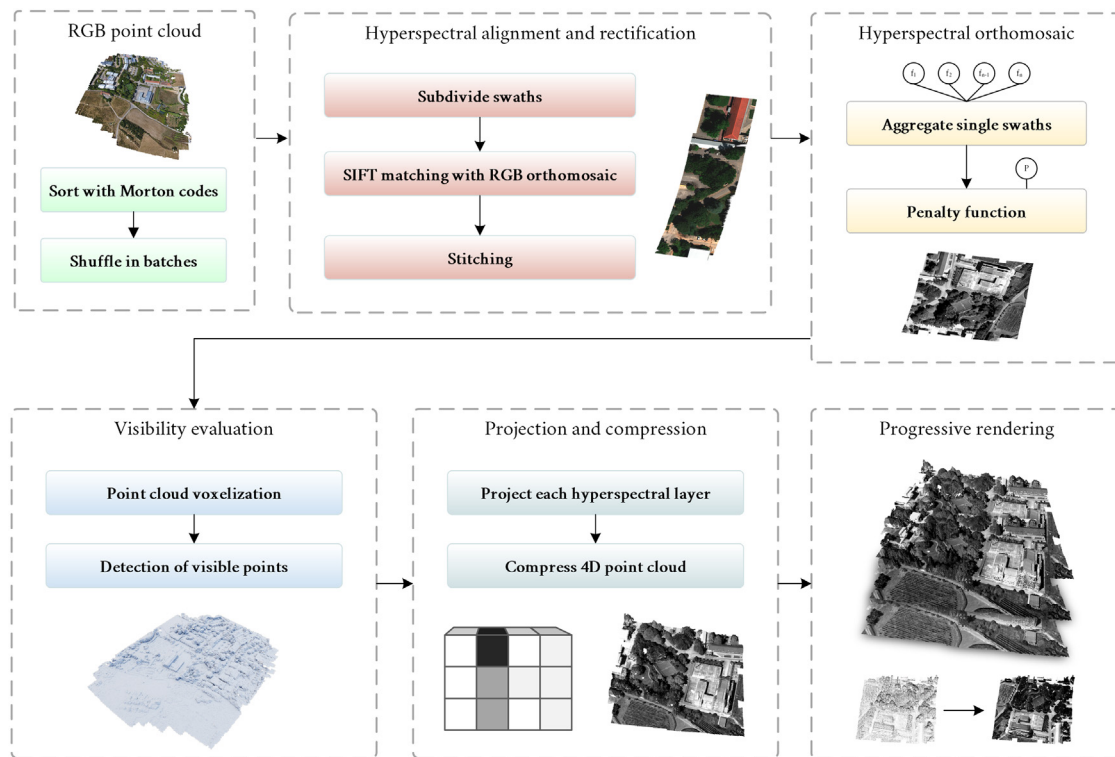 RGB point cloud
Sort with Morton codes
Shuffle in batches
Hyperspectral alignment and rectification
Subdivide swaths
SIFT matching with RGB orthomosaic
Stitching
Hyperspectral orthomosaic
f1 f2 fn-1 fn
Aggregate single swaths
P
Penalty function
Visibility evaluation
Point cloud voxelization
Detection of visible points
Projection and compression
Project each hyperspectral layer
Compress 4D point cloud
Progressive rendering